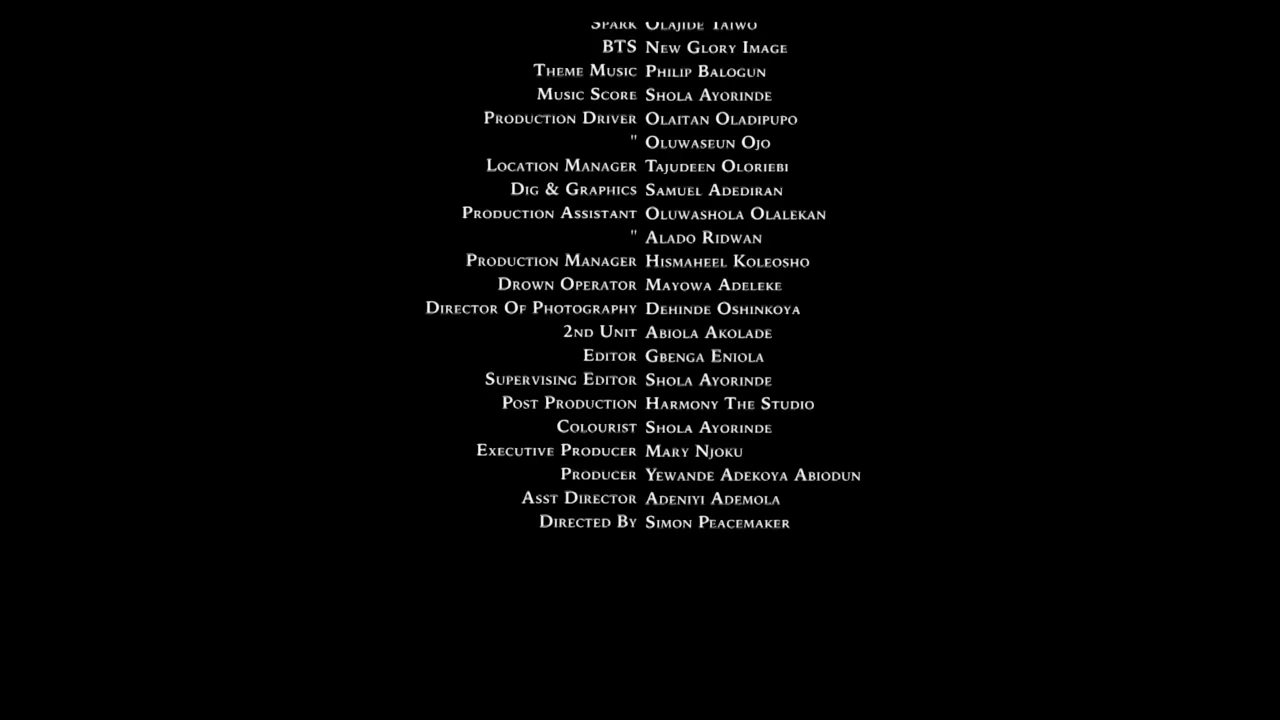 Spark Olajide Taiwo
BTS New Glory Image
Theme Music Philip Balogun
Music Score Shola Ayorinde
Production Driver Olaitan Oladipupo
" Oluwaseun Ojo
Location Manager Tajudeen Oloriebi
Dig & Graphics Samuel Adediran
Production Assistant Oluwashola Olalekan
" Alado Ridwan
Production Manager Hismaheel Koleosho
Drown Operator Mayowa Adeleke
Director Of Photography Dehinde Oshinkoya
2nd Unit Abiola Akolade
Editor Gbenga Eniola
Supervising Editor Shola Ayorinde
Post Production Harmony The Studio
Colourist Shola Ayorinde
Executive Producer Mary Njoku
Producer Yewande Adekoya Abiodun
Asst Director Adeniyi Ademola
Directed By Simon Peacemaker